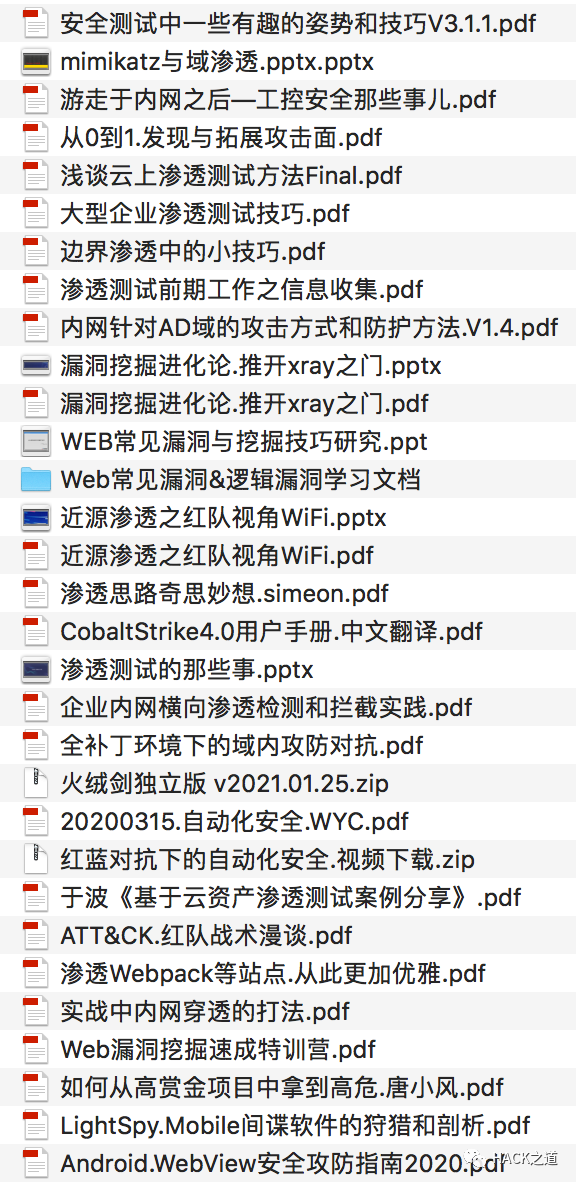 安全测试中一些有趣的姿势和技巧V3.1.1.pdf
mimikatz与域渗透.pptx.pptx
游走于内网之后—工控安全那些事儿.pdf
从0到1.发现与拓展攻击面.pdf
浅谈云上渗透测试方法Final.pdf
大型企业渗透测试技巧.pdf
边界渗透中的小技巧.pdf
渗透测试前期工作之信息收集.pdf
内网针对AD域的攻击方式和防护方法.V1.4.pdf
漏洞挖掘进化论.推开xray之门.pptx
漏洞挖掘进化论.推开xray之门.pdf
WEB常见漏洞与挖掘技巧研究.ppt
Web常见漏洞&逻辑漏洞学习文档
近源渗透之红队视角WiFi.pptx
近源渗透之红队视角WiFi.pdf
渗透思路奇思妙想.simeon.pdf
CobaltStrike4.0用户手册.中文翻译.pdf
渗透测试的那些事.pptx
企业内网横向渗透检测和拦截实践.pdf
全补丁环境下的域内攻防对抗.pdf
火绒剑独立版 v2021.01.25.zip
20200315.自动化安全.WYC.pdf
红蓝对抗下的自动化安全.视频下载.zip
于波《基于云资产渗透测试案例分享》.pdf
ATT&CK.红队战术漫谈.pdf
渗透Webpack等站点.从此更加优雅.pdf
实战中内网穿透的打法.pdf
Web漏洞挖掘速成特训营.pdf
如何从高赏金项目中拿到高危.唐小风.pdf
LightSpy.Mobile间谍软件的狩猎和剖析.pdf
Android.WebView安全攻防指南2020.pdf
HACK之道